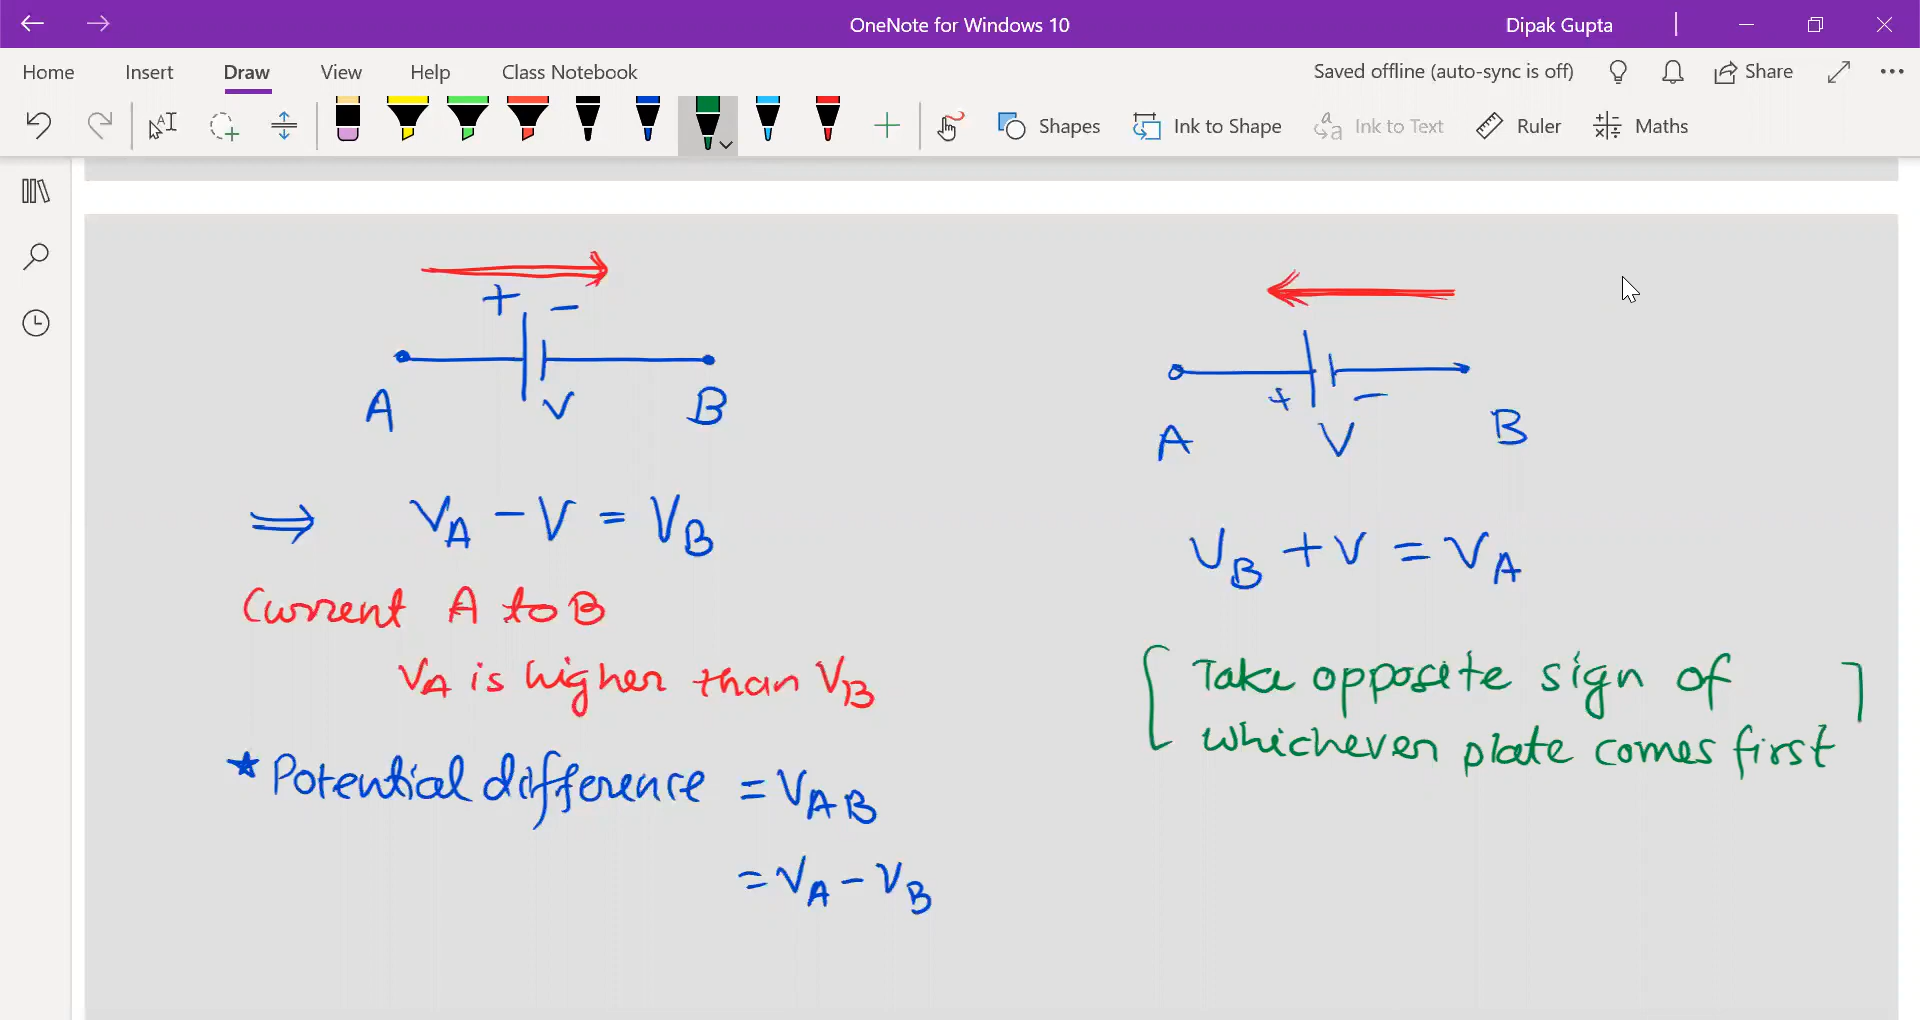 OneNote for Windows 10
Dipak Gupta
Home Insert Draw View Help Class Notebook
Saved offline (auto-sync is off) Share
Shapes Ink to Shape Ink to Text Ruler Maths
+ -
A V B
⇒ VA - V = VB
Current A to B
VA is higher than VB
★ Potential difference = VAB
= VA - VB
+ -
A V B
VB + V = VA
[Take opposite sign of
whichever plate comes first]